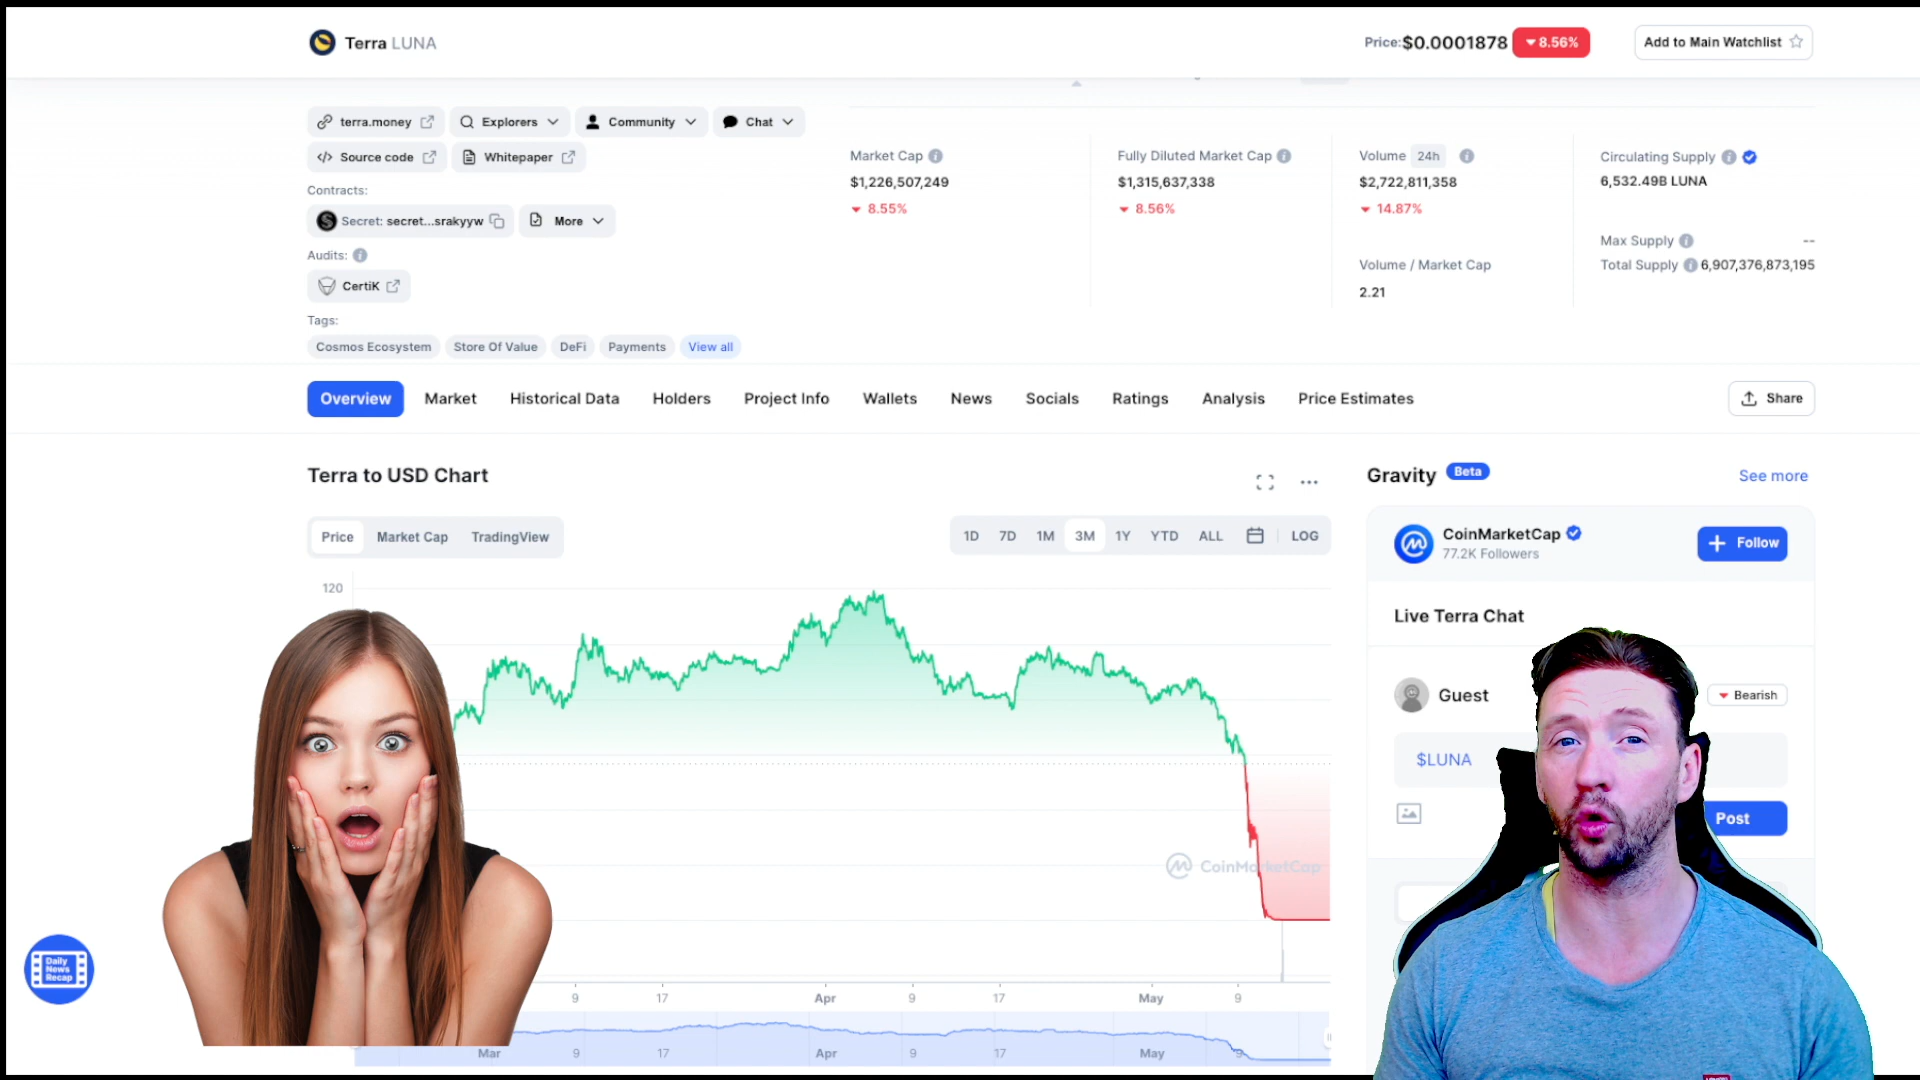 Terra LUNA
Price: $0.0001878 8.56%
Add to Main Watchlist
terra.money Explorers Community Chat
Source code Whitepaper
Contracts:
Secret: secret...srakyyw More
Audits:
CertiK
Tags:
Cosmos Ecosystem Store Of Value DeFi Payments View all
Market Cap
$1,226,507,249
8.55%
Fully Diluted Market Cap
$1,315,637,338
8.56%
Volume 24h
$2,722,811,358
14.87%
Volume / Market Cap
2.21
Circulating Supply
6,532.49B LUNA
Max Supply --
Total Supply 6,907,376,873,195
Overview Market Historical Data Holders Project Info Wallets News Socials Ratings Analysis Price Estimates
Share
Terra to USD Chart
Price Market Cap TradingView
1D 7D 1M 3M 1Y YTD ALL LOG
120
CoinMarketCap
9 17 Apr 9 17 May 9
Mar 9 17 Apr 9 17 May 9
Gravity Beta
See more
CoinMarketCap
77.2K Followers
Follow
Live Terra Chat
Guest
Bearish
$LUNA
Post
Daily
News
Recap